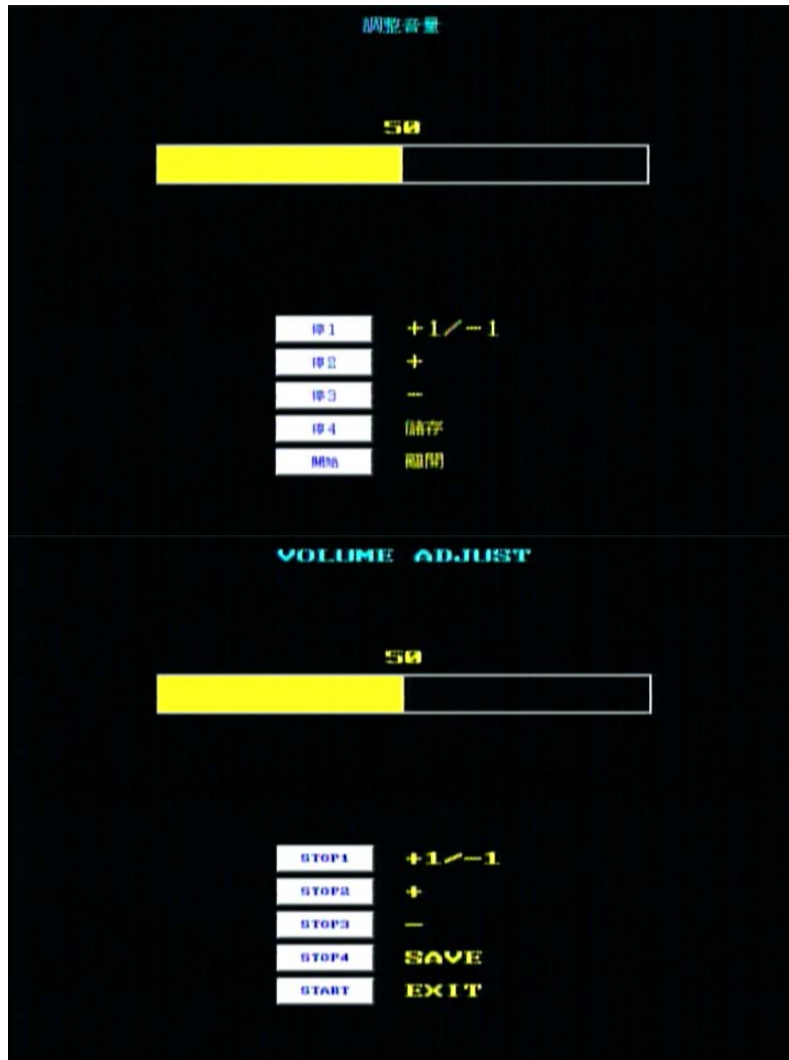 調整音量
50
停1 +1/-1
停2 +
停3 -
停4 儲存
開始 離開
VOLUME ADJUST
50
STOP1 +1/-1
STOP2 +
STOP3 -
STOP4 SAVE
START EXIT